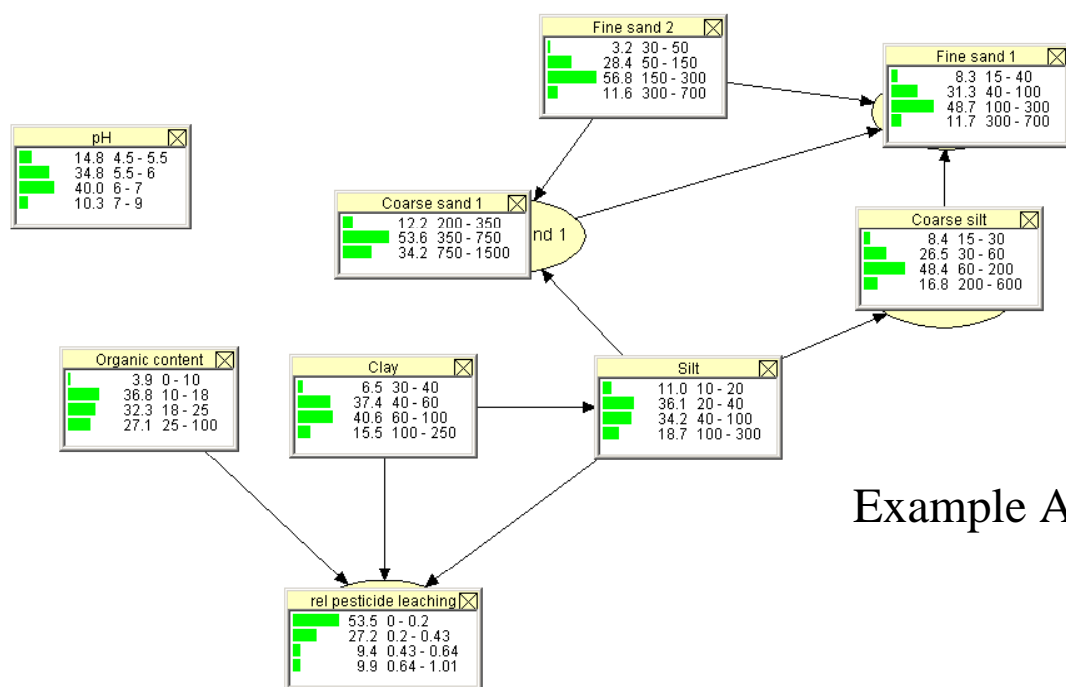 Fine sand 2
3.2 30 - 50
28.4 50 - 150
56.8 150 - 300
11.6 300 - 700
Fine sand 1
8.3 15 - 40
31.3 40 - 100
48.7 100 - 300
11.7 300 - 700
pH
14.8 4.5 - 5.5
34.8 5.5 - 6
40.0 6 - 7
10.3 7 - 9
Coarse sand 1
12.2 200 - 350
53.6 350 - 750
34.2 750 - 1500
nd 1
Coarse silt
8.4 15 - 30
26.5 30 - 60
48.4 60 - 200
16.8 200 - 600
Organic content
3.9 0 - 10
36.8 10 - 18
32.3 18 - 25
27.1 25 - 100
Clay
6.5 30 - 40
37.4 40 - 60
40.6 60 - 100
15.5 100 - 250
Silt
11.0 10 - 20
36.1 20 - 40
34.2 40 - 100
18.7 100 - 300
Example A
rel pesticide leaching
53.5 0 - 0.2
27.2 0.2 - 0.43
9.4 0.43 - 0.64
9.9 0.64 - 1.01